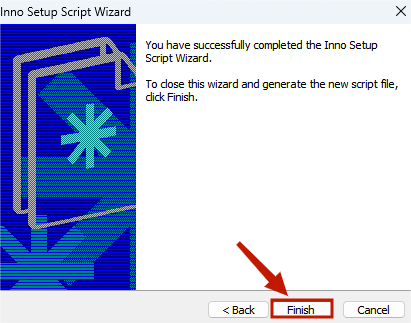 Inno Setup Script Wizard
You have successfully completed the Inno Setup
Script Wizard.
To close this wizard and generate the new script file,
click Finish.
< Back
Finish
Cancel